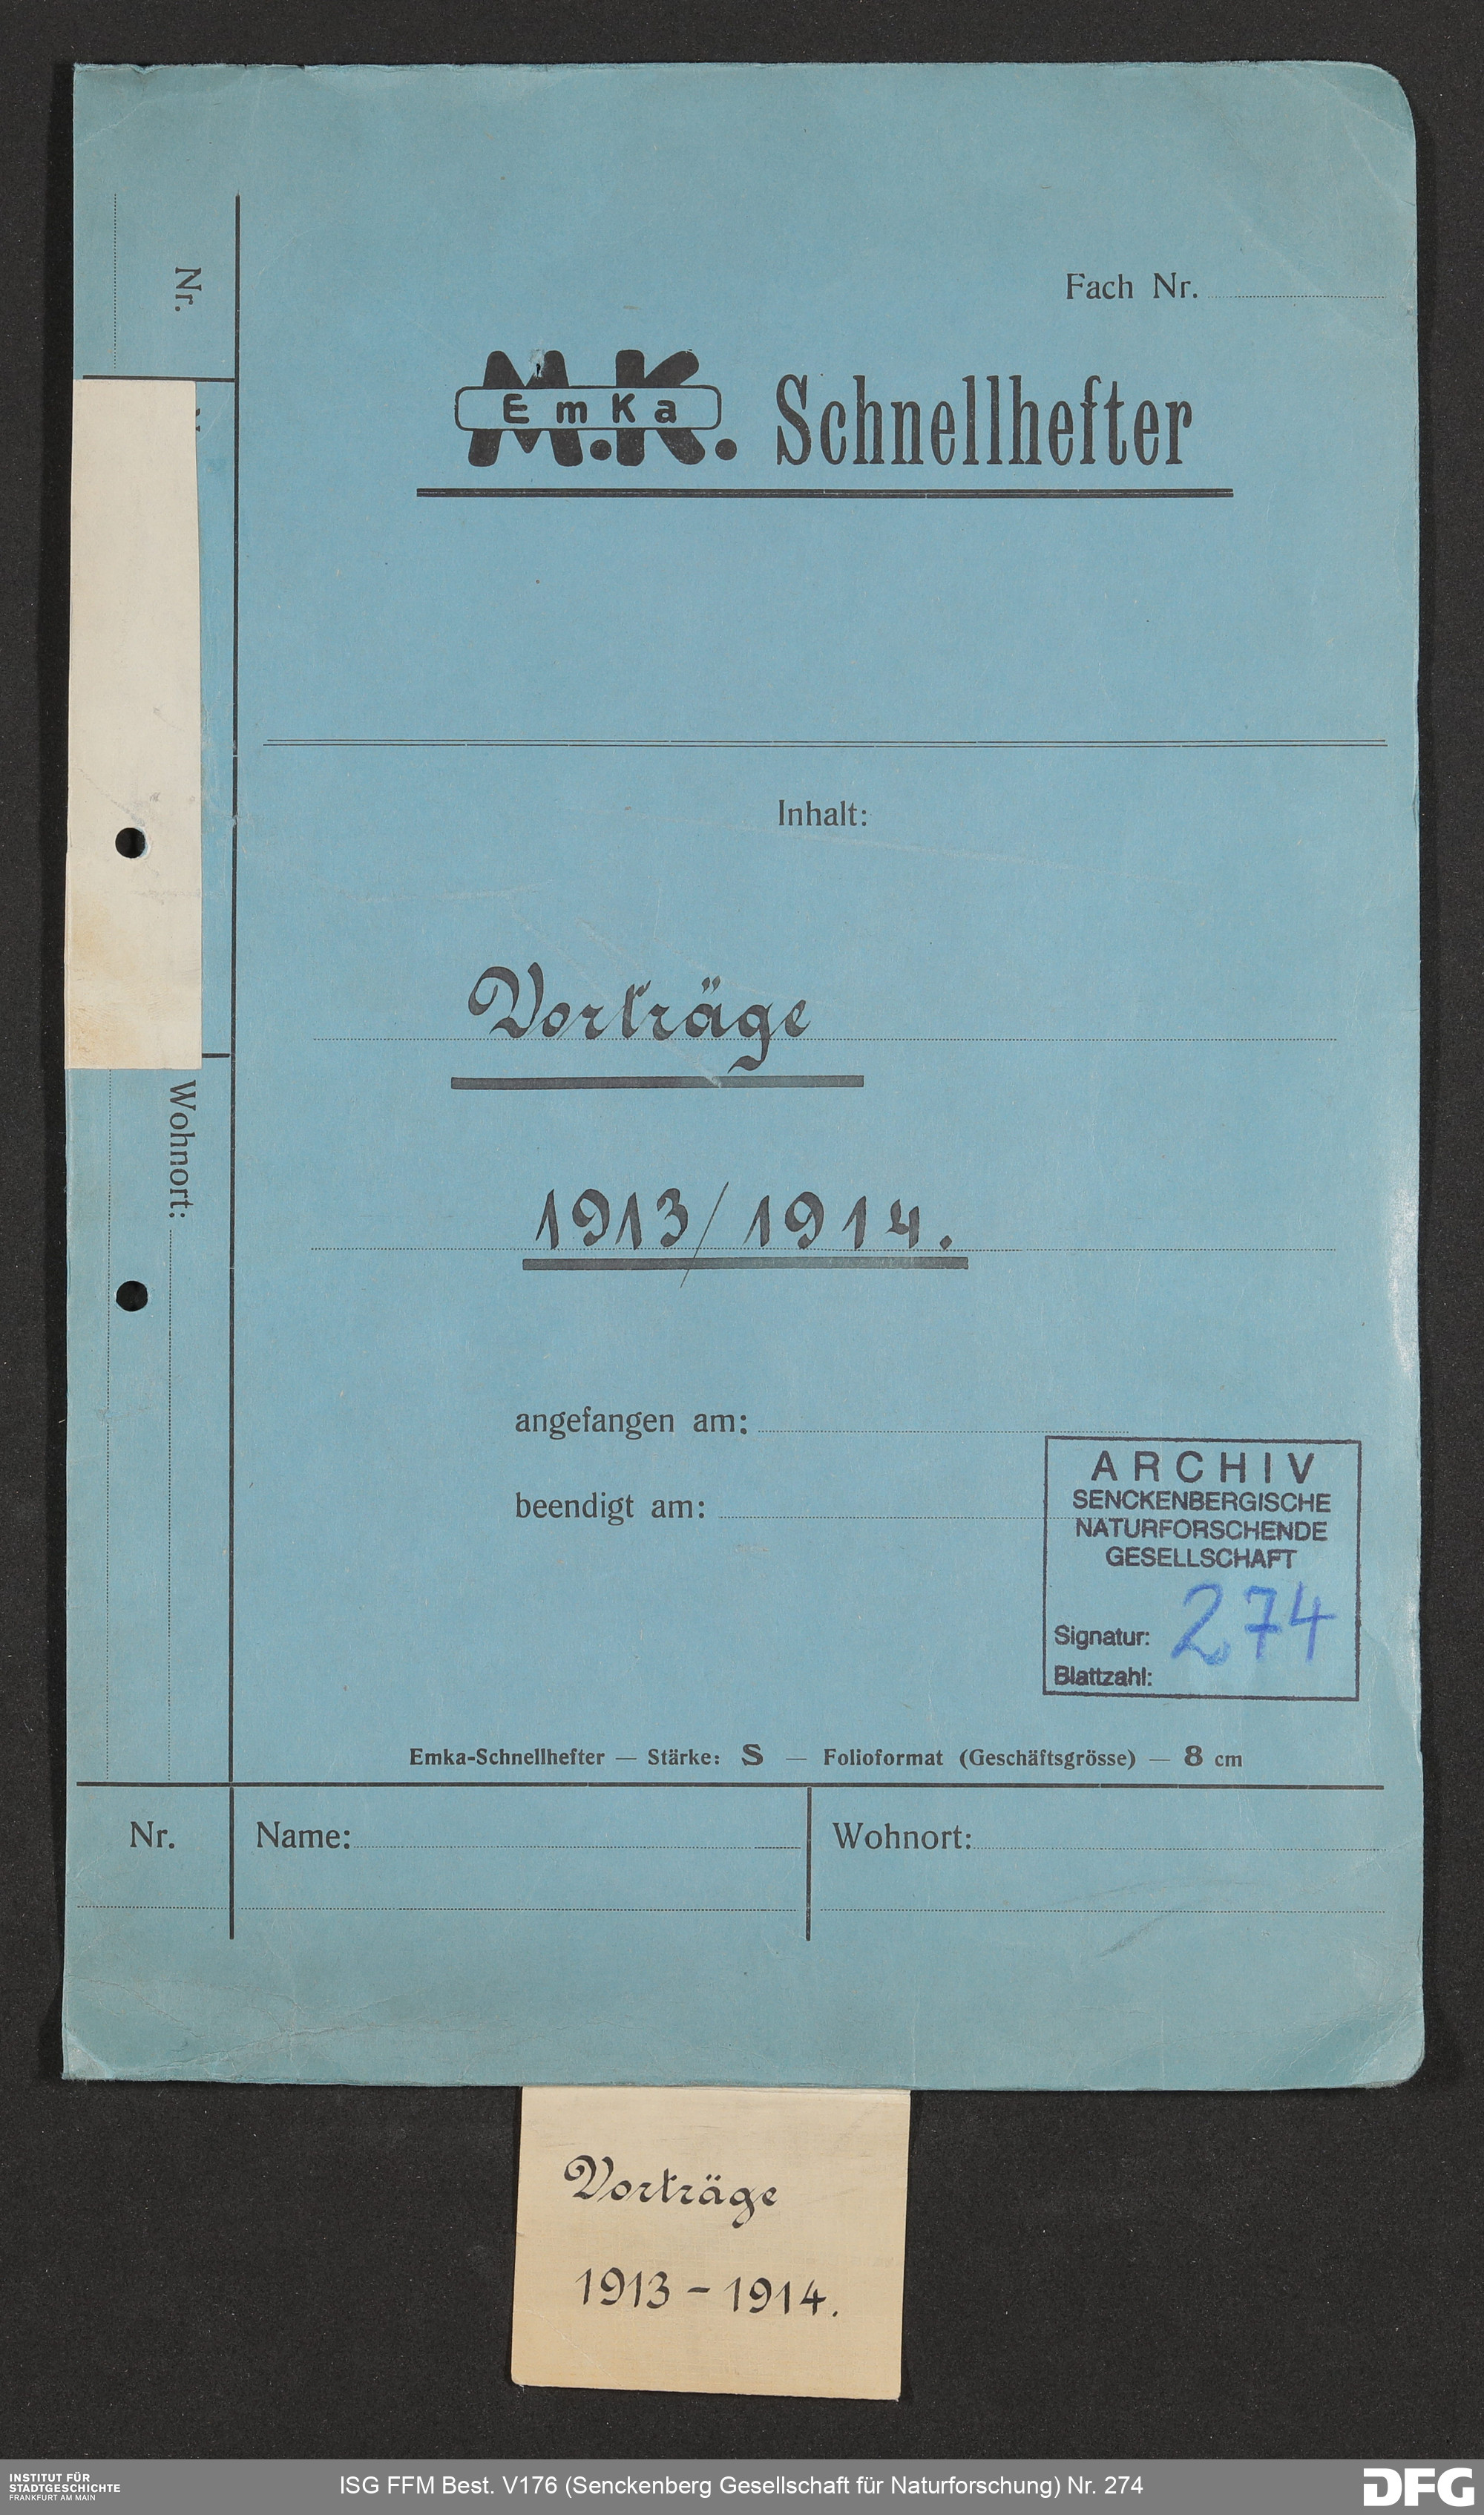 Nr.
Fach Nr.
M.K.
EmKa
Schnellhefter
Inhalt:
Vorträge
1913/1914.
Wohnort:
angefangen am:
beendigt am:
ARCHIV
SENCKENBERGISCHE
NATURFORSCHENDE
GESELLSCHAFT
Signatur: 274
Blattzahl:
Emka-Schnellhefter — Stärke: S — Folioformat (Geschäftsgrösse) — 8 cm
Nr.
Name:
Wohnort:
Vorträge
1913-1914.
INSTITUT FÜR
STADTGESCHICHTE
FRANKFURT AM MAIN
ISG FFM Best. V176 (Senckenberg Gesellschaft für Naturforschung) Nr. 274
DFG